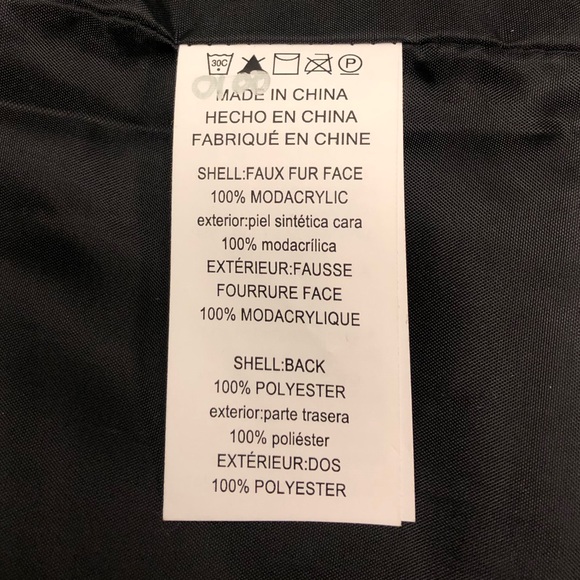 30C P
MADE IN CHINA
HECHO EN CHINA
FABRIQUÉ EN CHINE
SHELL:FAUX FUR FACE
100% MODACRYLIC
exterior:piel sintética cara
100% modacrílica
EXTÉRIEUR:FAUSSE
FOURRURE FACE
100% MODACRYLIQUE
SHELL:BACK
100% POLYESTER
exterior:parte trasera
100% poliéster
EXTÉRIEUR:DOS
100% POLYESTER